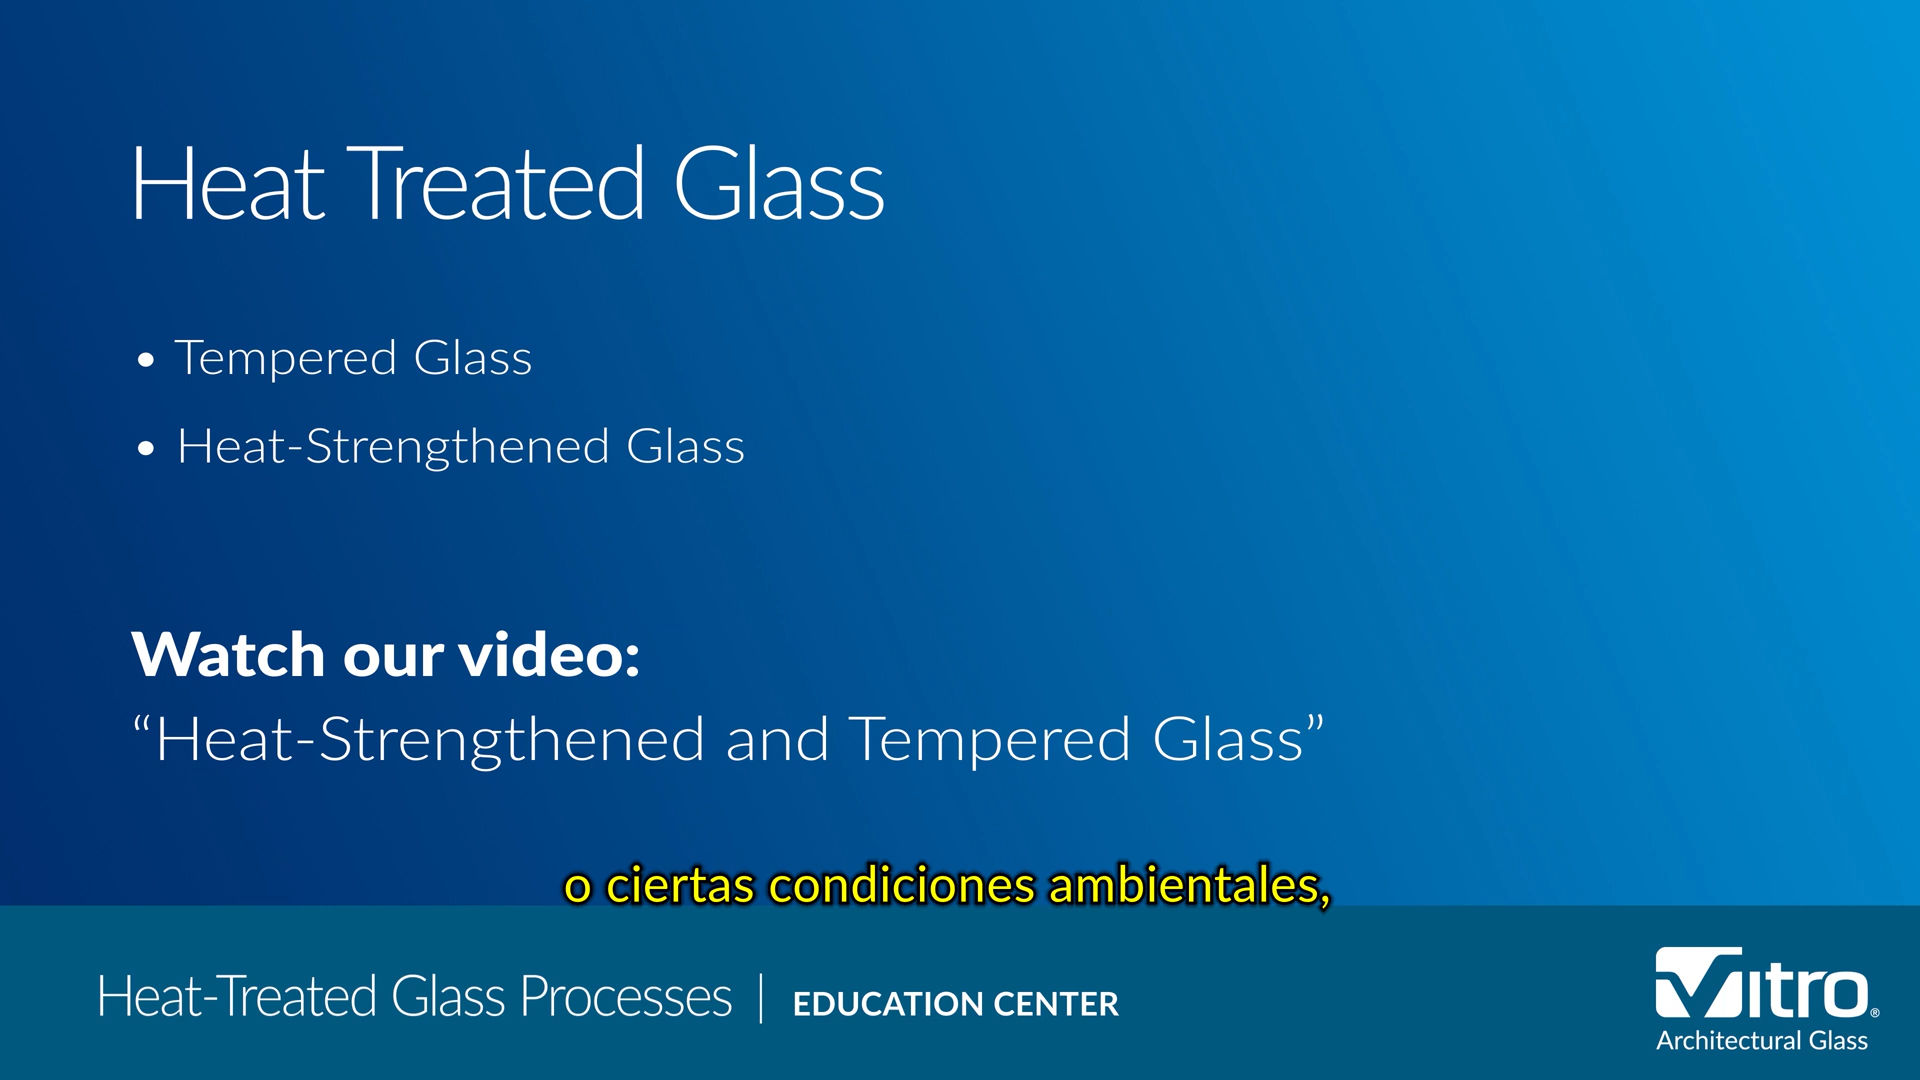 Heat Treated Glass
• Tempered Glass
• Heat-Strengthened Glass
Watch our video:
“Heat-Strengthened and Tempered Glass”
o ciertas condiciones ambientales,
Heat-Treated Glass Processes | EDUCATION CENTER
Vitro®
Architectural Glass